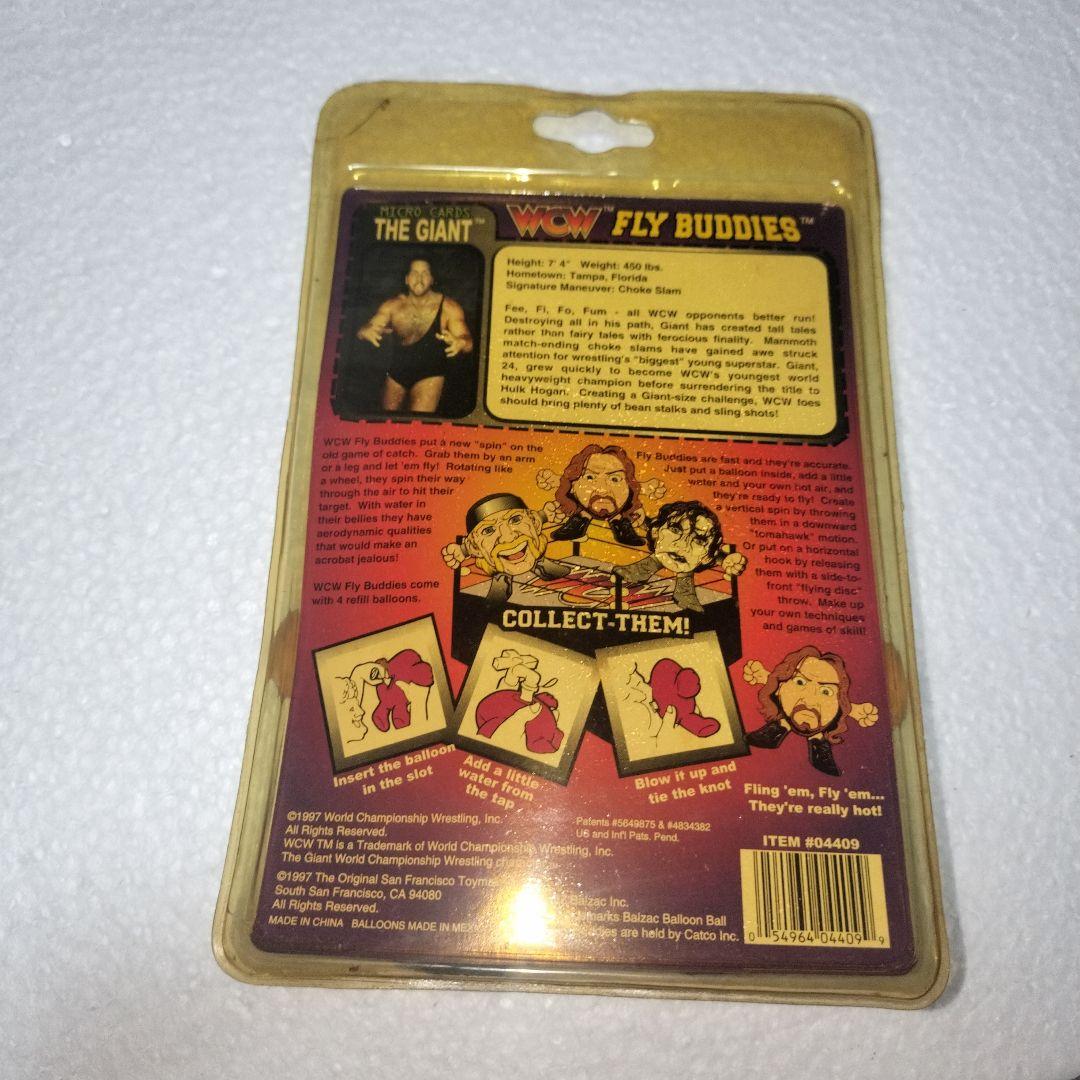 MICRO CARDS
THE GIANT™
WCW™ FLY BUDDIES™
Height: 7' 4" Weight: 450 lbs.
Hometown: Tampa, Florida
Signature Maneuver: Choke Slam
Fee, Fi, Fo, Fum - all WCW opponents better run!
Destroying all in his path, Giant has created tall tales
rather than fairy tales with ferocious finality. Mammoth
match-ending choke slams have gained awe struck
attention for wrestling's "biggest" young superstar. Giant,
24, grew quickly to become WCW's youngest world
heavyweight champion before surrendering the title to
Hulk Hogan. Creating a Giant-size challenge, WCW foes
should bring plenty of bean stalks and sling shots!
WCW Fly Buddies put a new "spin" on the
old game of catch. Grab them by an arm
or a leg and let 'em fly! Rotating like
a wheel, they spin their way
through the air to hit their
target. With water in
their bellies they have
aerodynamic qualities
that would make an
acrobat jealous!
WCW Fly Buddies come
with 4 refill balloons.
Fly Buddies are fast and they're accurate.
Just put a balloon inside, add a little
water and your own hot air, and
they're ready to fly! Create
a vertical spin by throwing
them in a downward
"tomahawk" motion.
Or put on a horizontal
hook by releasing
them with a side-to-
front "flying disc"
throw. Make up
your own techniques
and games of skill!
COLLECT-THEM!
Insert the balloon
in the slot
Add a little
water from
the tap
Blow it up and
tie the knot
Fling 'em, Fly 'em...
They're really hot!
©1997 World Championship Wrestling, Inc.
All Rights Reserved.
WCW TM is a Trademark of World Championship Wrestling, Inc.
The Giant World Championship Wrestling
©1997 The Original San Francisco
South San Francisco, CA 94080
All Rights Reserved.
MADE IN CHINA BALLOONS MADE IN
Patents #5649875 & #4834382
US and Int'l Pats. Pend.
Balzac Inc.
Balzac Balloon Ball
are held by Catco Inc.
ITEM #04409
0 54964 04409 9